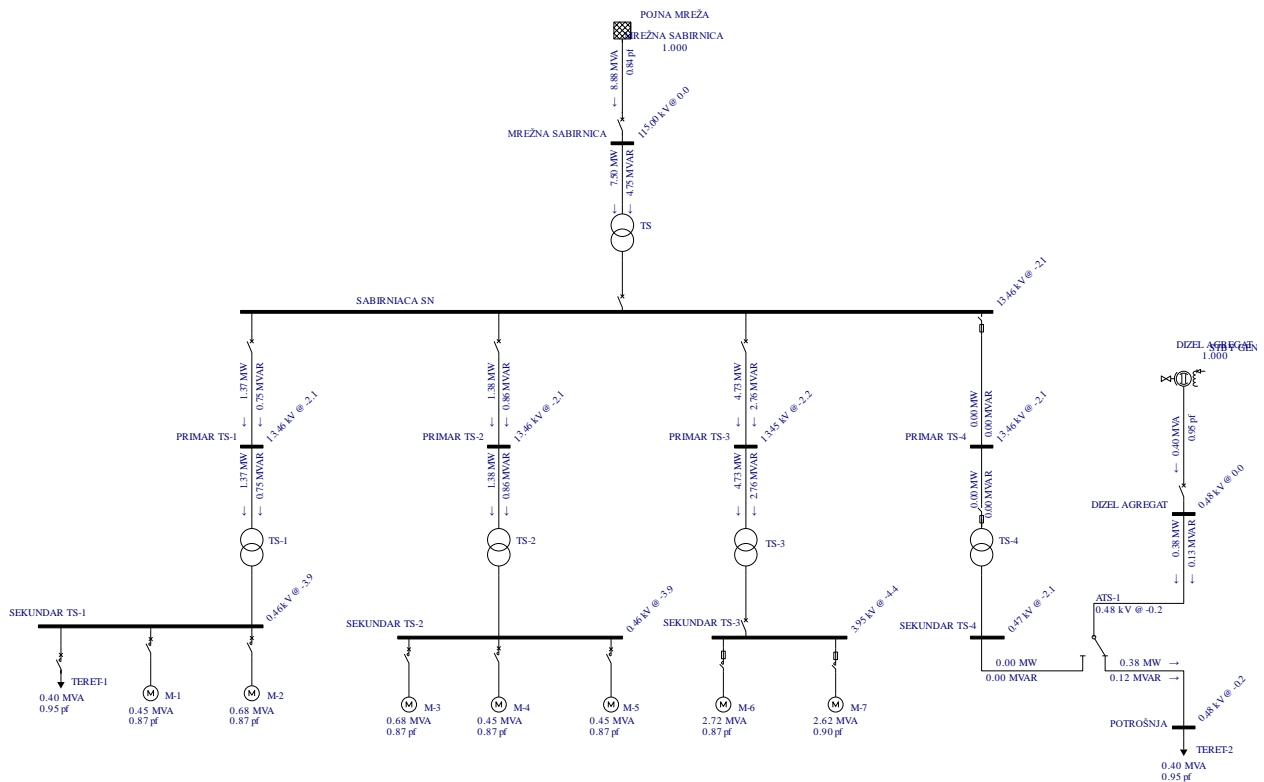 POJNA MREŽA
MREŽNA SABIRNICA
1.000
8.88 MVA
0.84 pf
MREŽNA SABIRNICA
115.00 kV @ 0.0
7.50 MW
4.75 MVAR
TS
SABIRNIACA SN
13.46 kV @ -2.1
1.37 MW
0.75 MVAR
PRIMAR TS-1
13.46 kV @ -2.1
1.37 MW
0.75 MVAR
TS-1
SEKUNDAR TS-1
0.46 kV @ -3.9
TERET-1
0.40 MVA
0.95 pf
M-1
0.45 MVA
0.87 pf
M-2
0.68 MVA
0.87 pf
1.38 MW
0.86 MVAR
PRIMAR TS-2
13.46 kV @ -2.1
1.38 MW
0.86 MVAR
TS-2
SEKUNDAR TS-2
0.46 kV @ -3.9
M-3
0.68 MVA
0.87 pf
M-4
0.45 MVA
0.87 pf
M-5
0.45 MVA
0.87 pf
4.73 MW
2.76 MVAR
PRIMAR TS-3
13.45 kV @ -2.2
4.73 MW
2.76 MVAR
TS-3
SEKUNDAR TS-3
3.95 kV @ -4.4
M-6
2.72 MVA
0.87 pf
M-7
2.62 MVA
0.90 pf
0.00 MW
0.00 MVAR
PRIMAR TS-4
13.46 kV @ -2.1
0.00 MW
0.00 MVAR
TS-4
SEKUNDAR TS-4
0.47 kV @ -2.1
0.00 MW
0.00 MVAR
DIZEL AGREGAT
STBY GEN
1.000
0.40 MVA
0.95 pf
DIZEL AGREGAT
0.48 kV @ 0.0
0.38 MW
0.13 MVAR
ATS-1
0.48 kV @ -0.2
0.38 MW
0.12 MVAR
0.48 kV @ -0.2
POTROŠNJA
TERET-2
0.40 MVA
0.95 pf